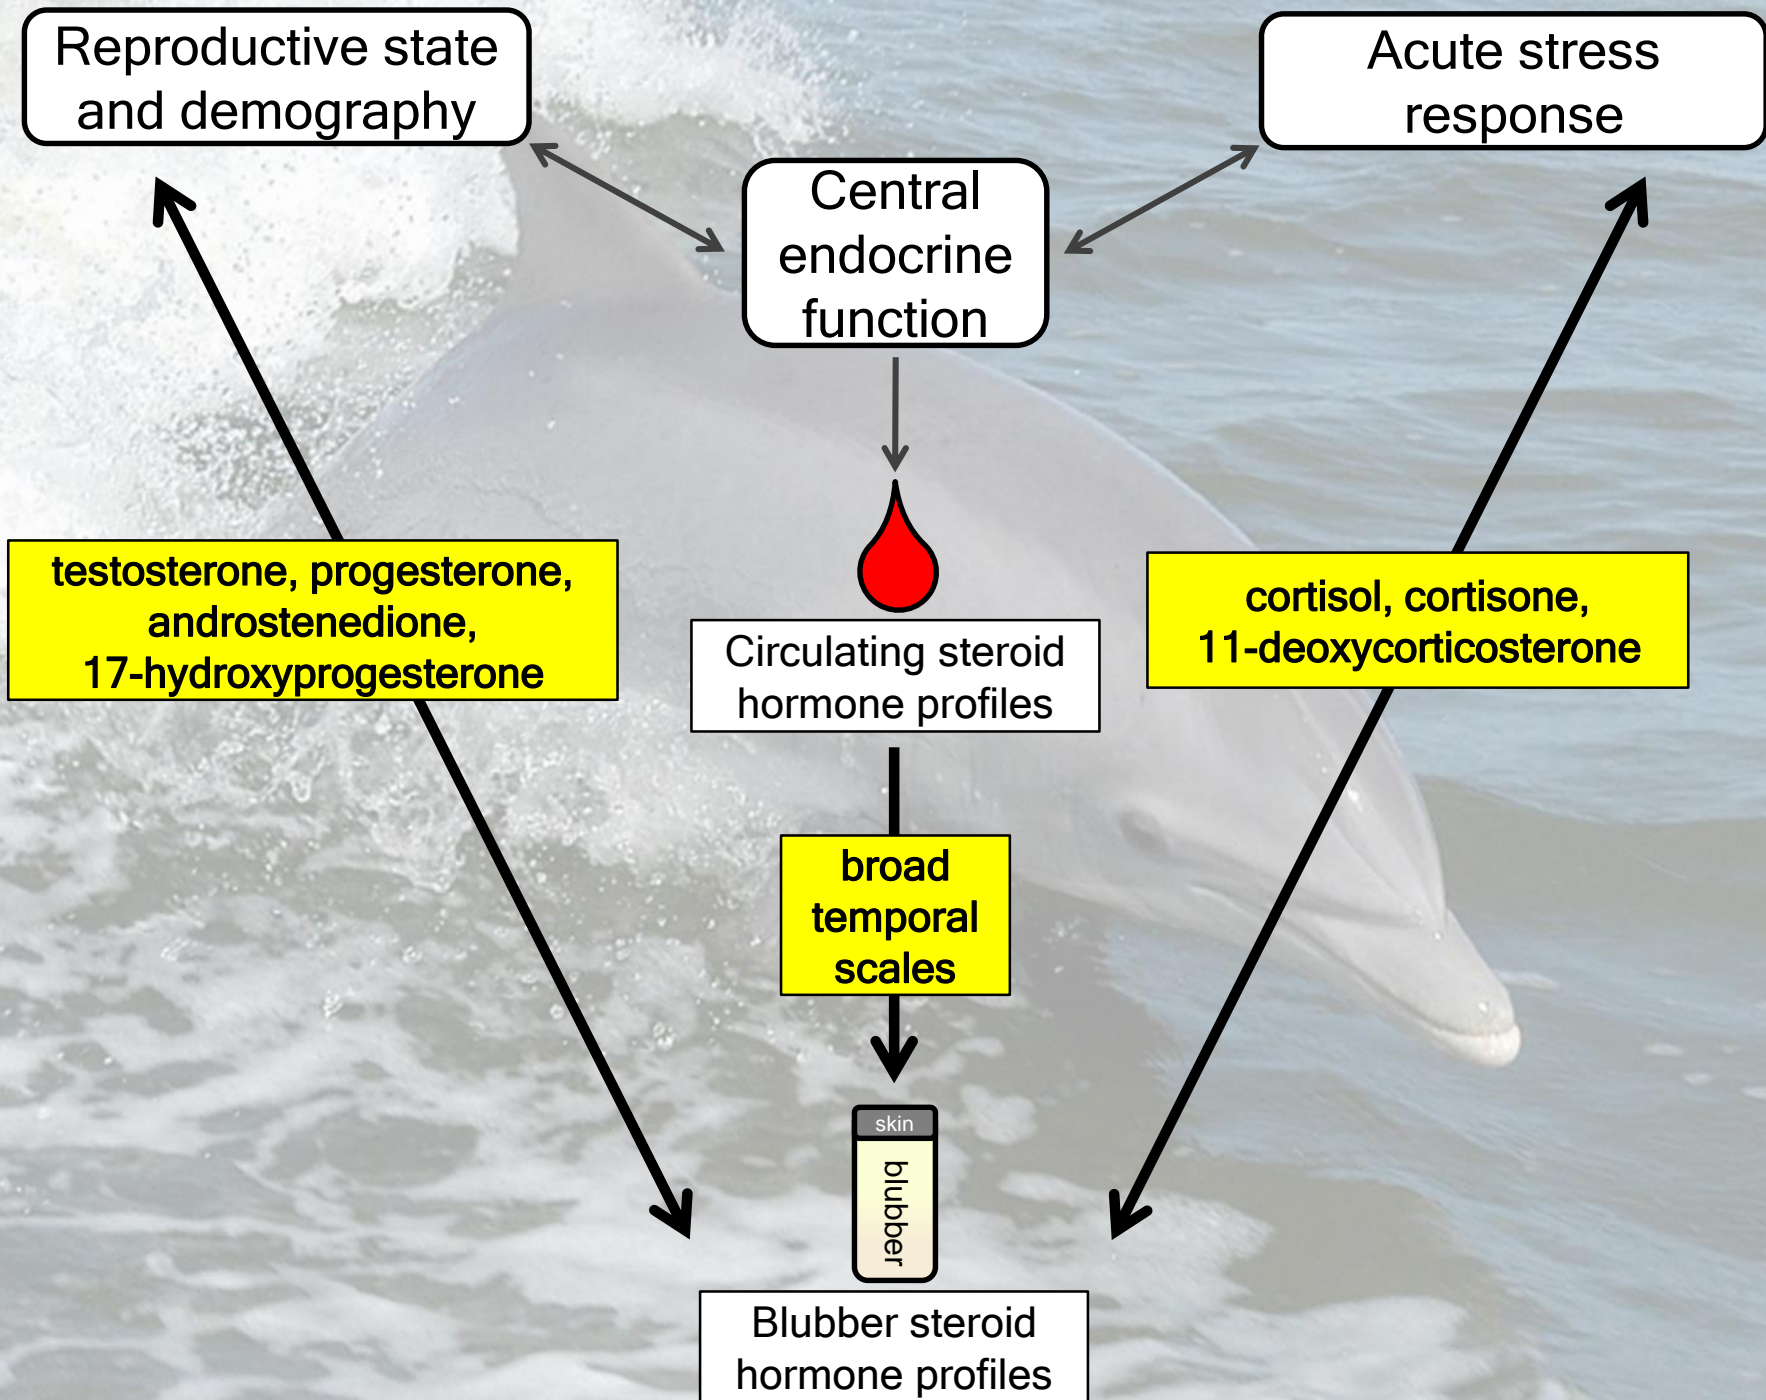 Reproductive state
and demography
Acute stress
response
Central
endocrine
function
testosterone, progesterone,
androstenedione,
17-hydroxyprogesterone
cortisol, cortisone,
11-deoxycorticosterone
Circulating steroid
hormone profiles
broad
temporal
scales
skin
blubber
Blubber steroid
hormone profiles